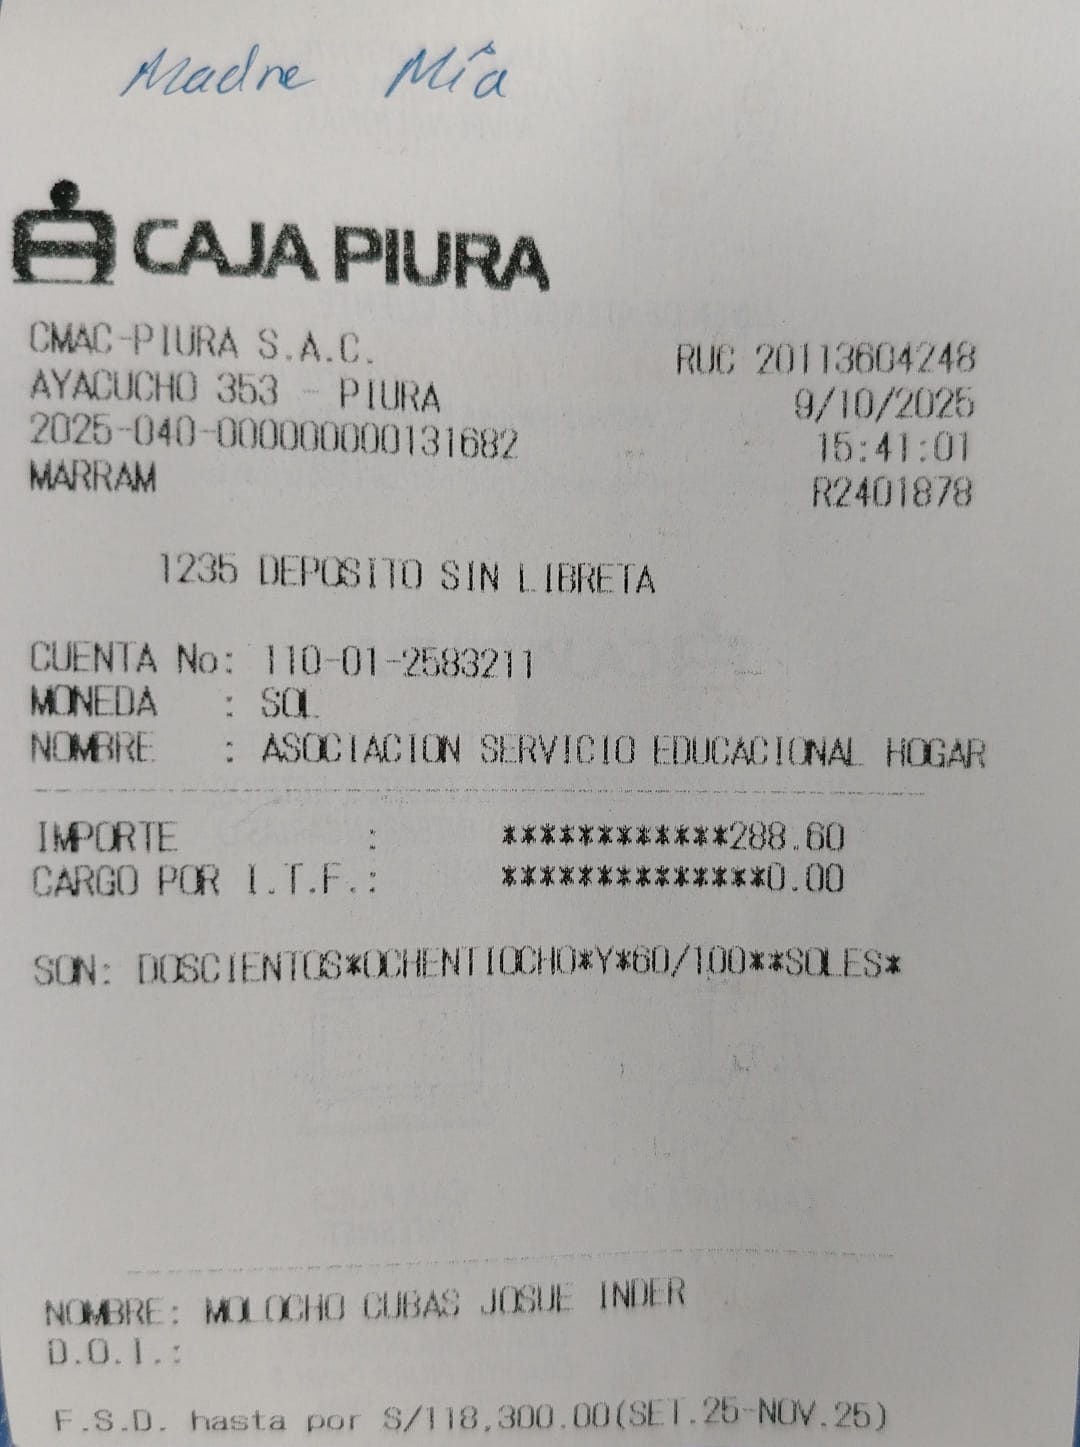 Madre Mía
CAJA PIURA
CMAC-PIURA S.A.C.
RUC 20113604248
AYACUCHO 353 - PIURA
9/10/2025
2025-040-000000000131682
15:41:01
MARRAM
R2401878
1235 DEPOSITO SIN LIBRETA
CUENTA No: 110-01-2583211
MONEDA : SOL
NOMBRE : ASOCIACION SERVICIO EDUCACIONAL HOGAR
IMPORTE : ************288.60
CARGO POR I.T.F.: **************0.00
SON: DOSCIENTOS*OCHENTIOCHO*Y*60/100**SOLES*
NOMBRE: MOLOCHO CUBAS JOSUE INDER
D.O.I.:
F.S.D. hasta por S/118,300.00(SET.25-NOV.25)